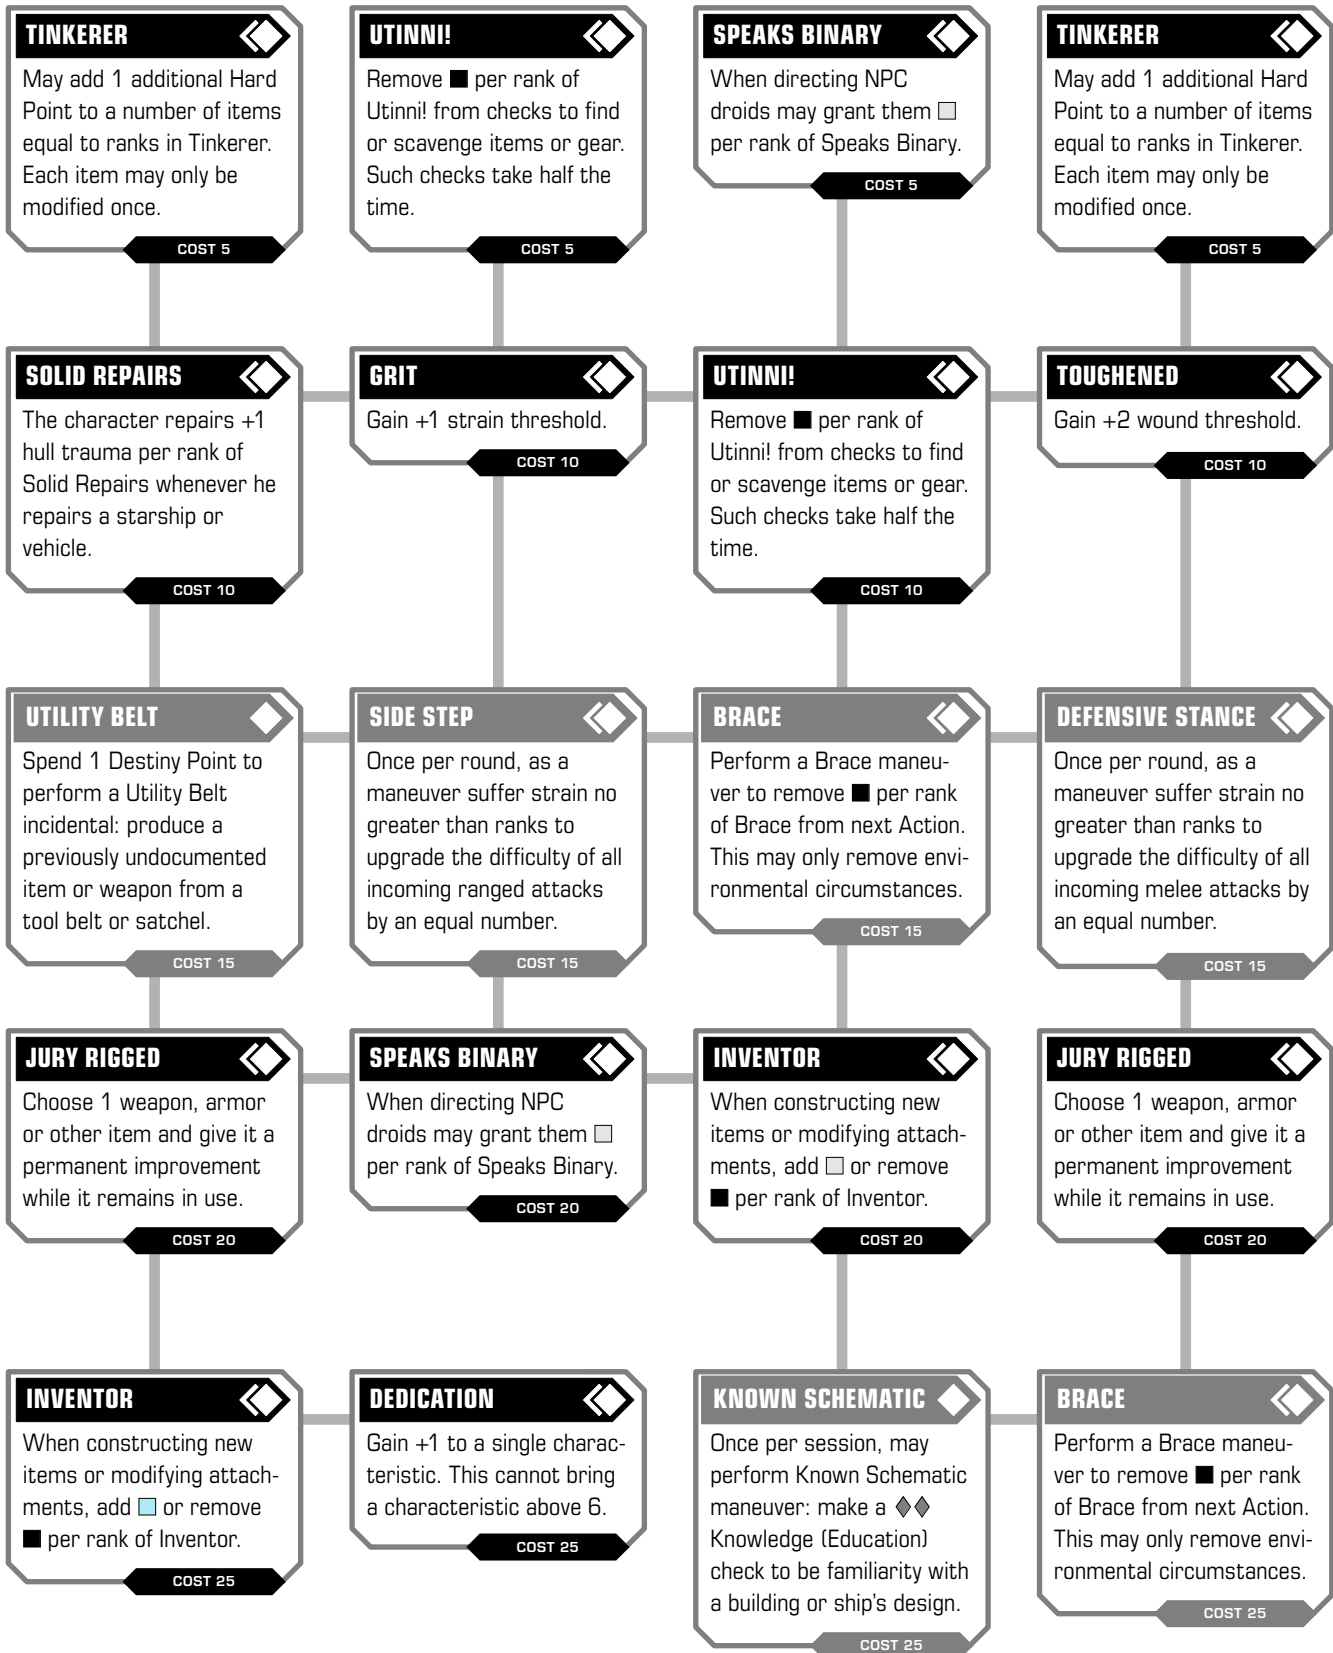 TINKERER
May add 1 additional Hard
Point to a number of items
equal to ranks in Tinkerer.
Each item may only be
modified once.
COST 5
UTINNI!
Remove ■ per rank of
Utinni! from checks to find
or scavenge items or gear.
Such checks take half the
time.
COST 5
SPEAKS BINARY
When directing NPC
droids may grant them □
per rank of Speaks Binary.
COST 5
TINKERER
May add 1 additional Hard
Point to a number of items
equal to ranks in Tinkerer.
Each item may only be
modified once.
COST 5
SOLID REPAIRS
The character repairs +1
hull trauma per rank of
Solid Repairs whenever he
repairs a starship or
vehicle.
COST 10
GRIT
Gain +1 strain threshold.
COST 10
UTINNI!
Remove ■ per rank of
Utinni! from checks to find
or scavenge items or gear.
Such checks take half the
time.
COST 10
TOUGHENED
Gain +2 wound threshold.
COST 10
UTILITY BELT
Spend 1 Destiny Point to
perform a Utility Belt
incidental: produce a
previously undocumented
item or weapon from a
tool belt or satchel.
COST 15
SIDE STEP
Once per round, as a
maneuver suffer strain no
greater than ranks to
upgrade the difficulty of all
incoming ranged attacks
by an equal number.
COST 15
BRACE
Perform a Brace maneu-
ver to remove ■ per rank
of Brace from next Action.
This may only remove envi-
ronmental circumstances.
COST 15
DEFENSIVE STANCE
Once per round, as a
maneuver suffer strain no
greater than ranks to
upgrade the difficulty of all
incoming melee attacks by
an equal number.
COST 15
JURY RIGGED
Choose 1 weapon, armor
or other item and give it a
permanent improvement
while it remains in use.
COST 20
SPEAKS BINARY
When directing NPC
droids may grant them □
per rank of Speaks Binary.
COST 20
INVENTOR
When constructing new
items or modifying attach-
ments, add □ or remove
■ per rank of Inventor.
COST 20
JURY RIGGED
Choose 1 weapon, armor
or other item and give it a
permanent improvement
while it remains in use.
COST 20
INVENTOR
When constructing new
items or modifying attach-
ments, add □ or remove
■ per rank of Inventor.
COST 25
DEDICATION
Gain +1 to a single charac-
teristic. This cannot bring
a characteristic above 6.
COST 25
KNOWN SCHEMATIC
Once per session, may
perform Known Schematic
maneuver: make a ◆◆
Knowledge (Education)
check to be familiarity with
a building or ship's design.
COST 25
BRACE
Perform a Brace maneu-
ver to remove ■ per rank
of Brace from next Action.
This may only remove envi-
ronmental circumstances.
COST 25